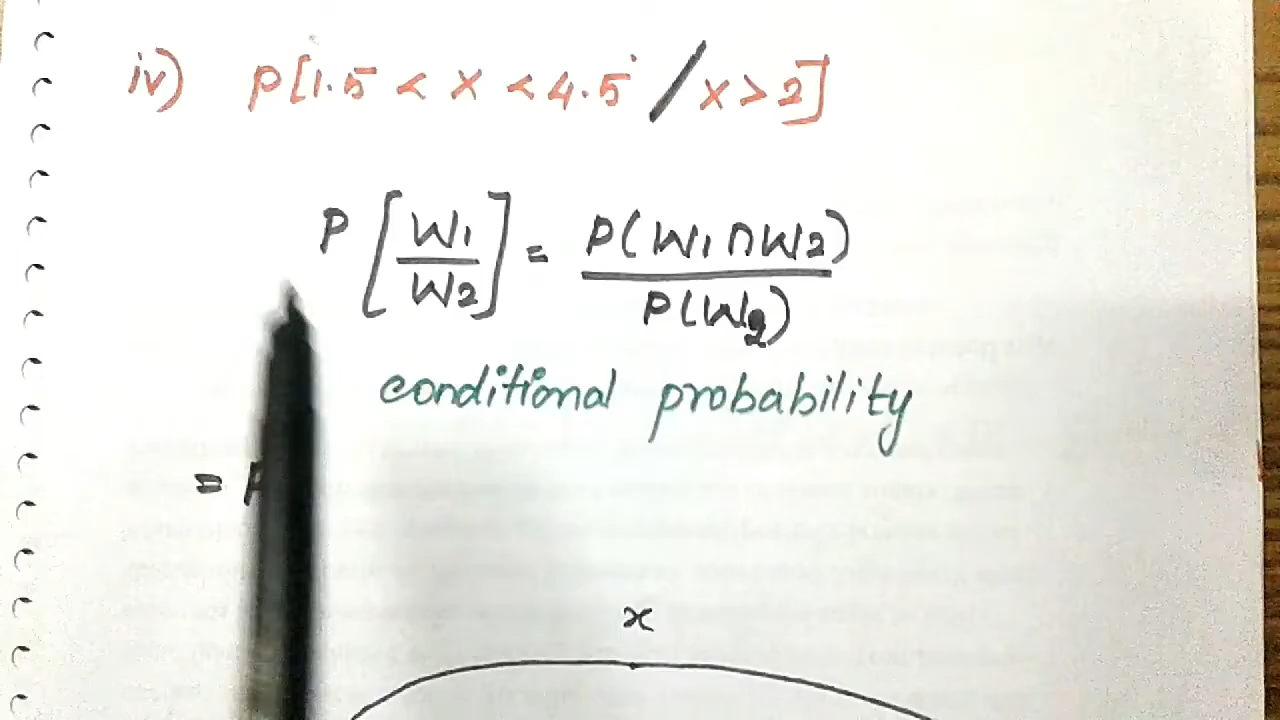 iv) P[1.5 < x < 4.5 / x > 2]
P [W1/W2] = P(W1 ∩ W2)/P(W2)
conditional probability
= P
x